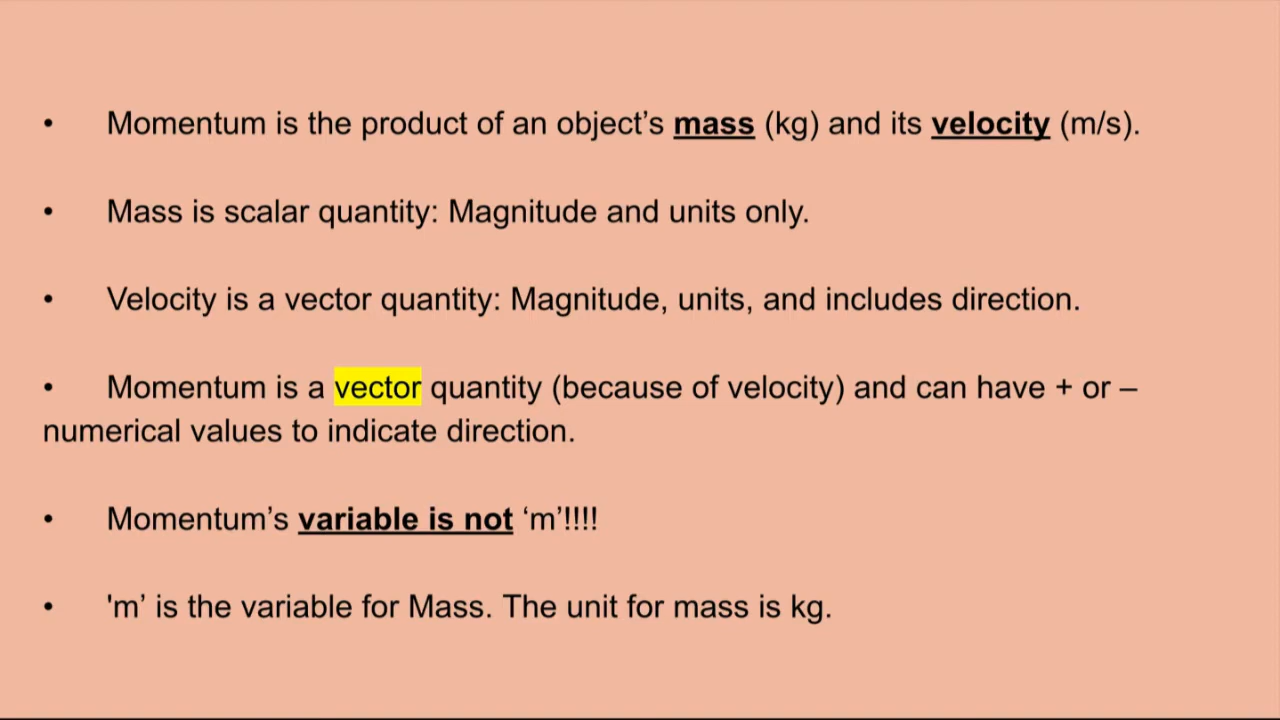 • Momentum is the product of an object’s mass (kg) and its velocity (m/s).
• Mass is scalar quantity: Magnitude and units only.
• Velocity is a vector quantity: Magnitude, units, and includes direction.
• Momentum is a vector quantity (because of velocity) and can have + or –
numerical values to indicate direction.
• Momentum’s variable is not ‘m’!!!!
• 'm’ is the variable for Mass. The unit for mass is kg.